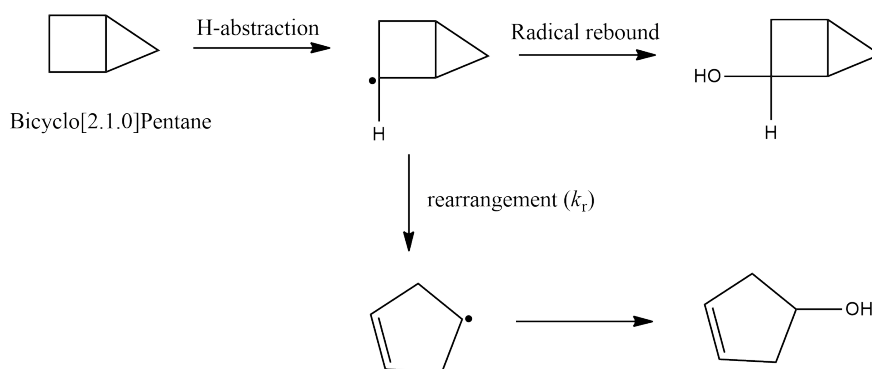 H-abstraction
Radical rebound
HO
H
H
Bicyclo[2.1.0]Pentane
rearrangement (kr)
OH